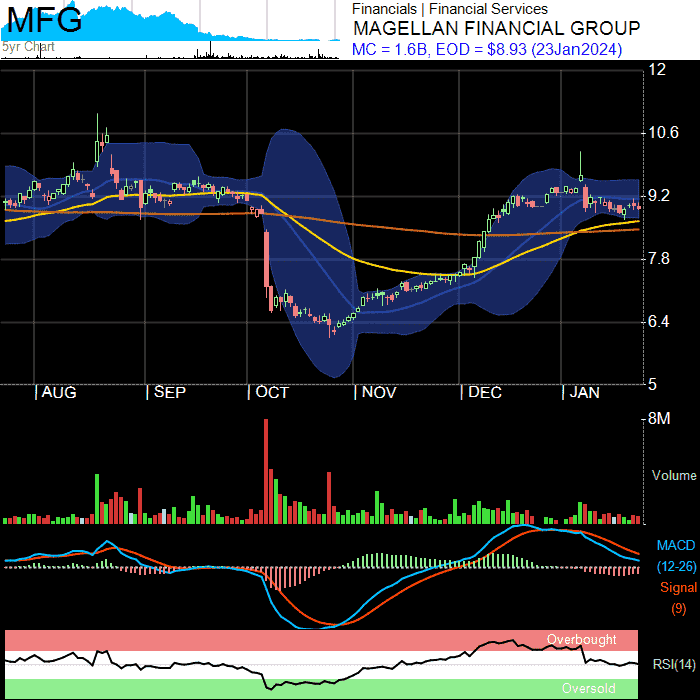 MFG
5yr Chart
Financials | Financial Services
MAGELLAN FINANCIAL GROUP
MC = 1.6B, EOD = $8.93 (23Jan2024)
12
10.6
9.2
7.8
6.4
5
| AUG | SEP | OCT | NOV | DEC | JAN
8M
Volume
MACD
(12-26)
Signal
(9)
Overbought
RSI(14)
Oversold